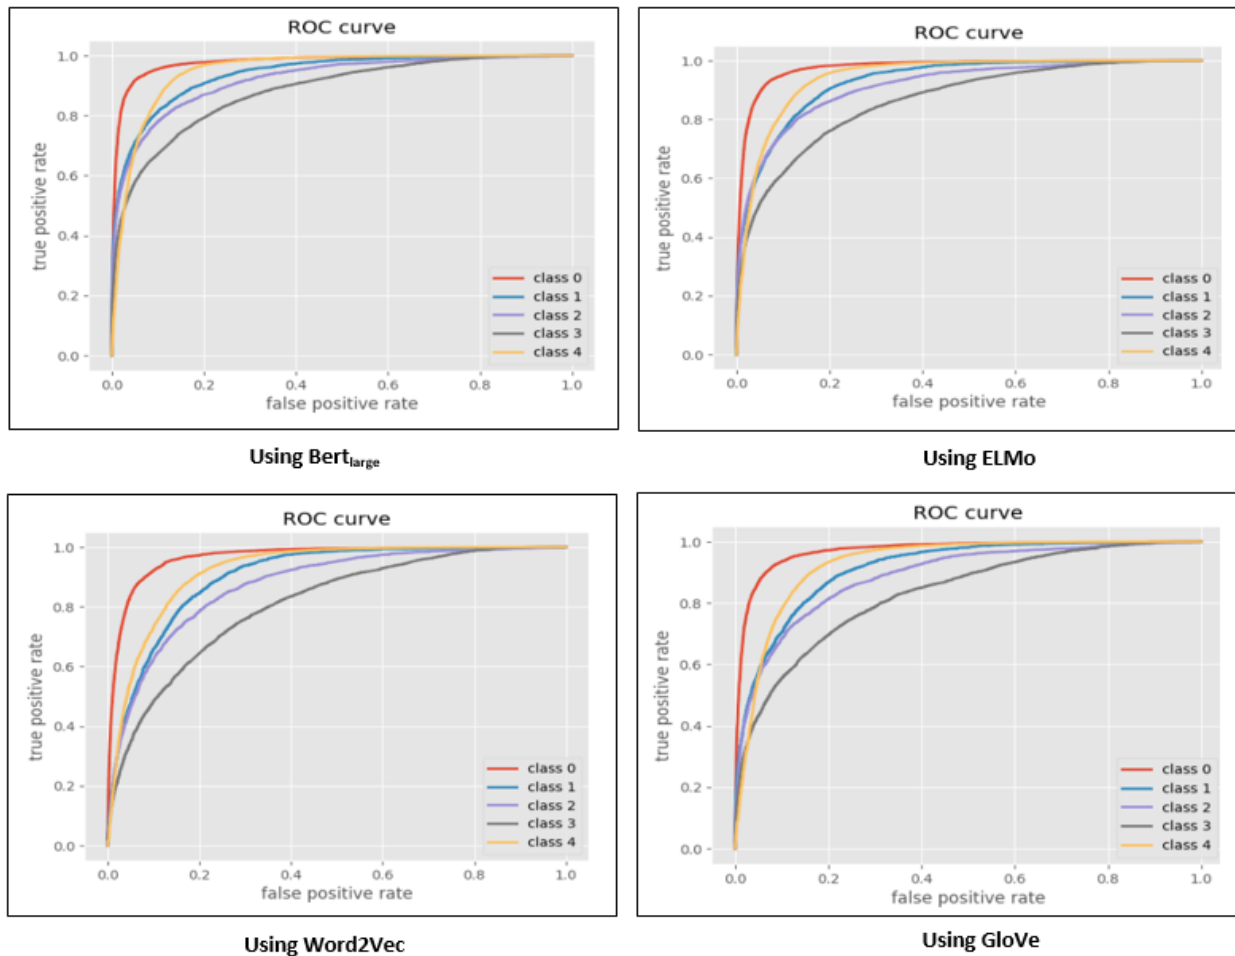 ROC curve
true positive rate
1.0
0.8
0.6
0.4
0.2
0.0
class 0
class 1
class 2
class 3
class 4
0.0 0.2 0.4 0.6 0.8 1.0
false positive rate
Using Bertlarge
ROC curve
true positive rate
1.0
0.8
0.6
0.4
0.2
0.0
class 0
class 1
class 2
class 3
class 4
0.0 0.2 0.4 0.6 0.8 1.0
false positive rate
Using ELMo
ROC curve
true positive rate
1.0
0.8
0.6
0.4
0.2
0.0
class 0
class 1
class 2
class 3
class 4
0.0 0.2 0.4 0.6 0.8 1.0
false positive rate
Using Word2Vec
ROC curve
true positive rate
1.0
0.8
0.6
0.4
0.2
0.0
class 0
class 1
class 2
class 3
class 4
0.0 0.2 0.4 0.6 0.8 1.0
false positive rate
Using GloVe